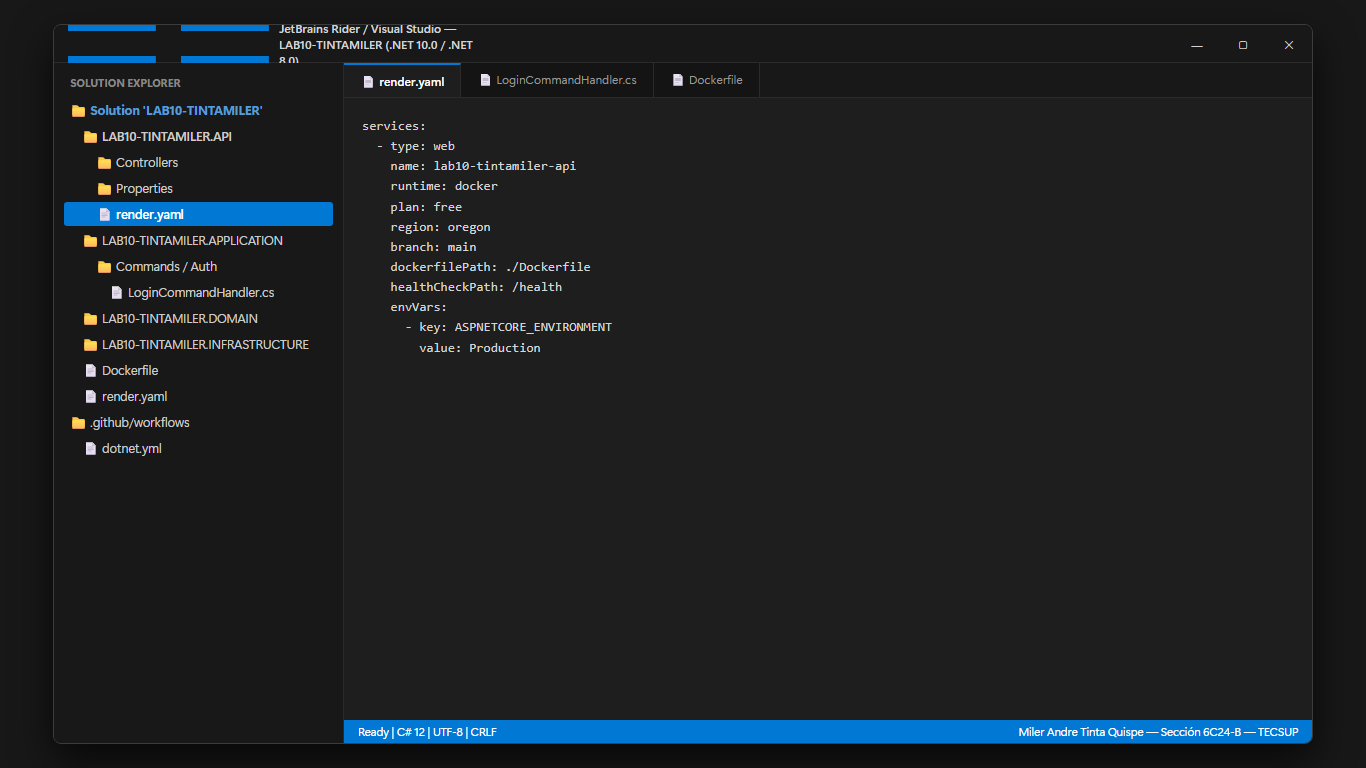 JetBrains Rider / Visual Studio —
LAB10-TINTAMILER (.NET 10.0 / .NET
8.0)
SOLUTION EXPLORER
Solution 'LAB10-TINTAMILER'
LAB10-TINTAMILER.API
Controllers
Properties
render.yaml
LAB10-TINTAMILER.APPLICATION
Commands / Auth
LoginCommandHandler.cs
LAB10-TINTAMILER.DOMAIN
LAB10-TINTAMILER.INFRASTRUCTURE
Dockerfile
render.yaml
.github/workflows
dotnet.yml
render.yaml
LoginCommandHandler.cs
Dockerfile
services:
  - type: web
    name: lab10-tintamiler-api
    runtime: docker
    plan: free
    region: oregon
    branch: main
    dockerfilePath: ./Dockerfile
    healthCheckPath: /health
    envVars:
      - key: ASPNETCORE_ENVIRONMENT
        value: Production
Ready | C# 12 | UTF-8 | CRLF
Miler Andre Tinta Quispe — Sección 6C24-B — TECSUP